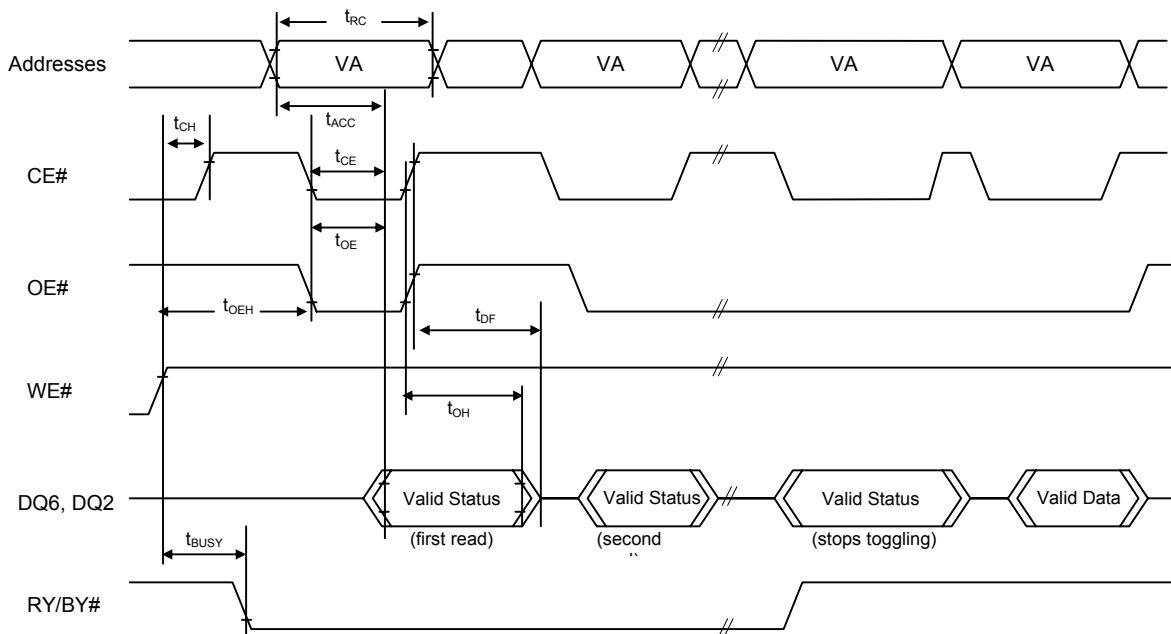 tRC
Addresses VA VA VA VA
tACC
tCH
tCE
CE#
tOE
OE#
tOEH
tDF
WE#
tOH
DQ6, DQ2 Valid Status Valid Status Valid Status Valid Data
(first read) (second (stops toggling)
tBUSY
RY/BY#